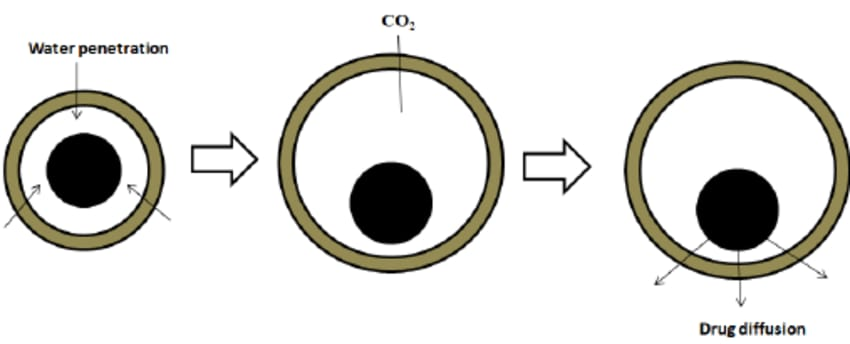 Water penetration
CO₂
Drug diffusion